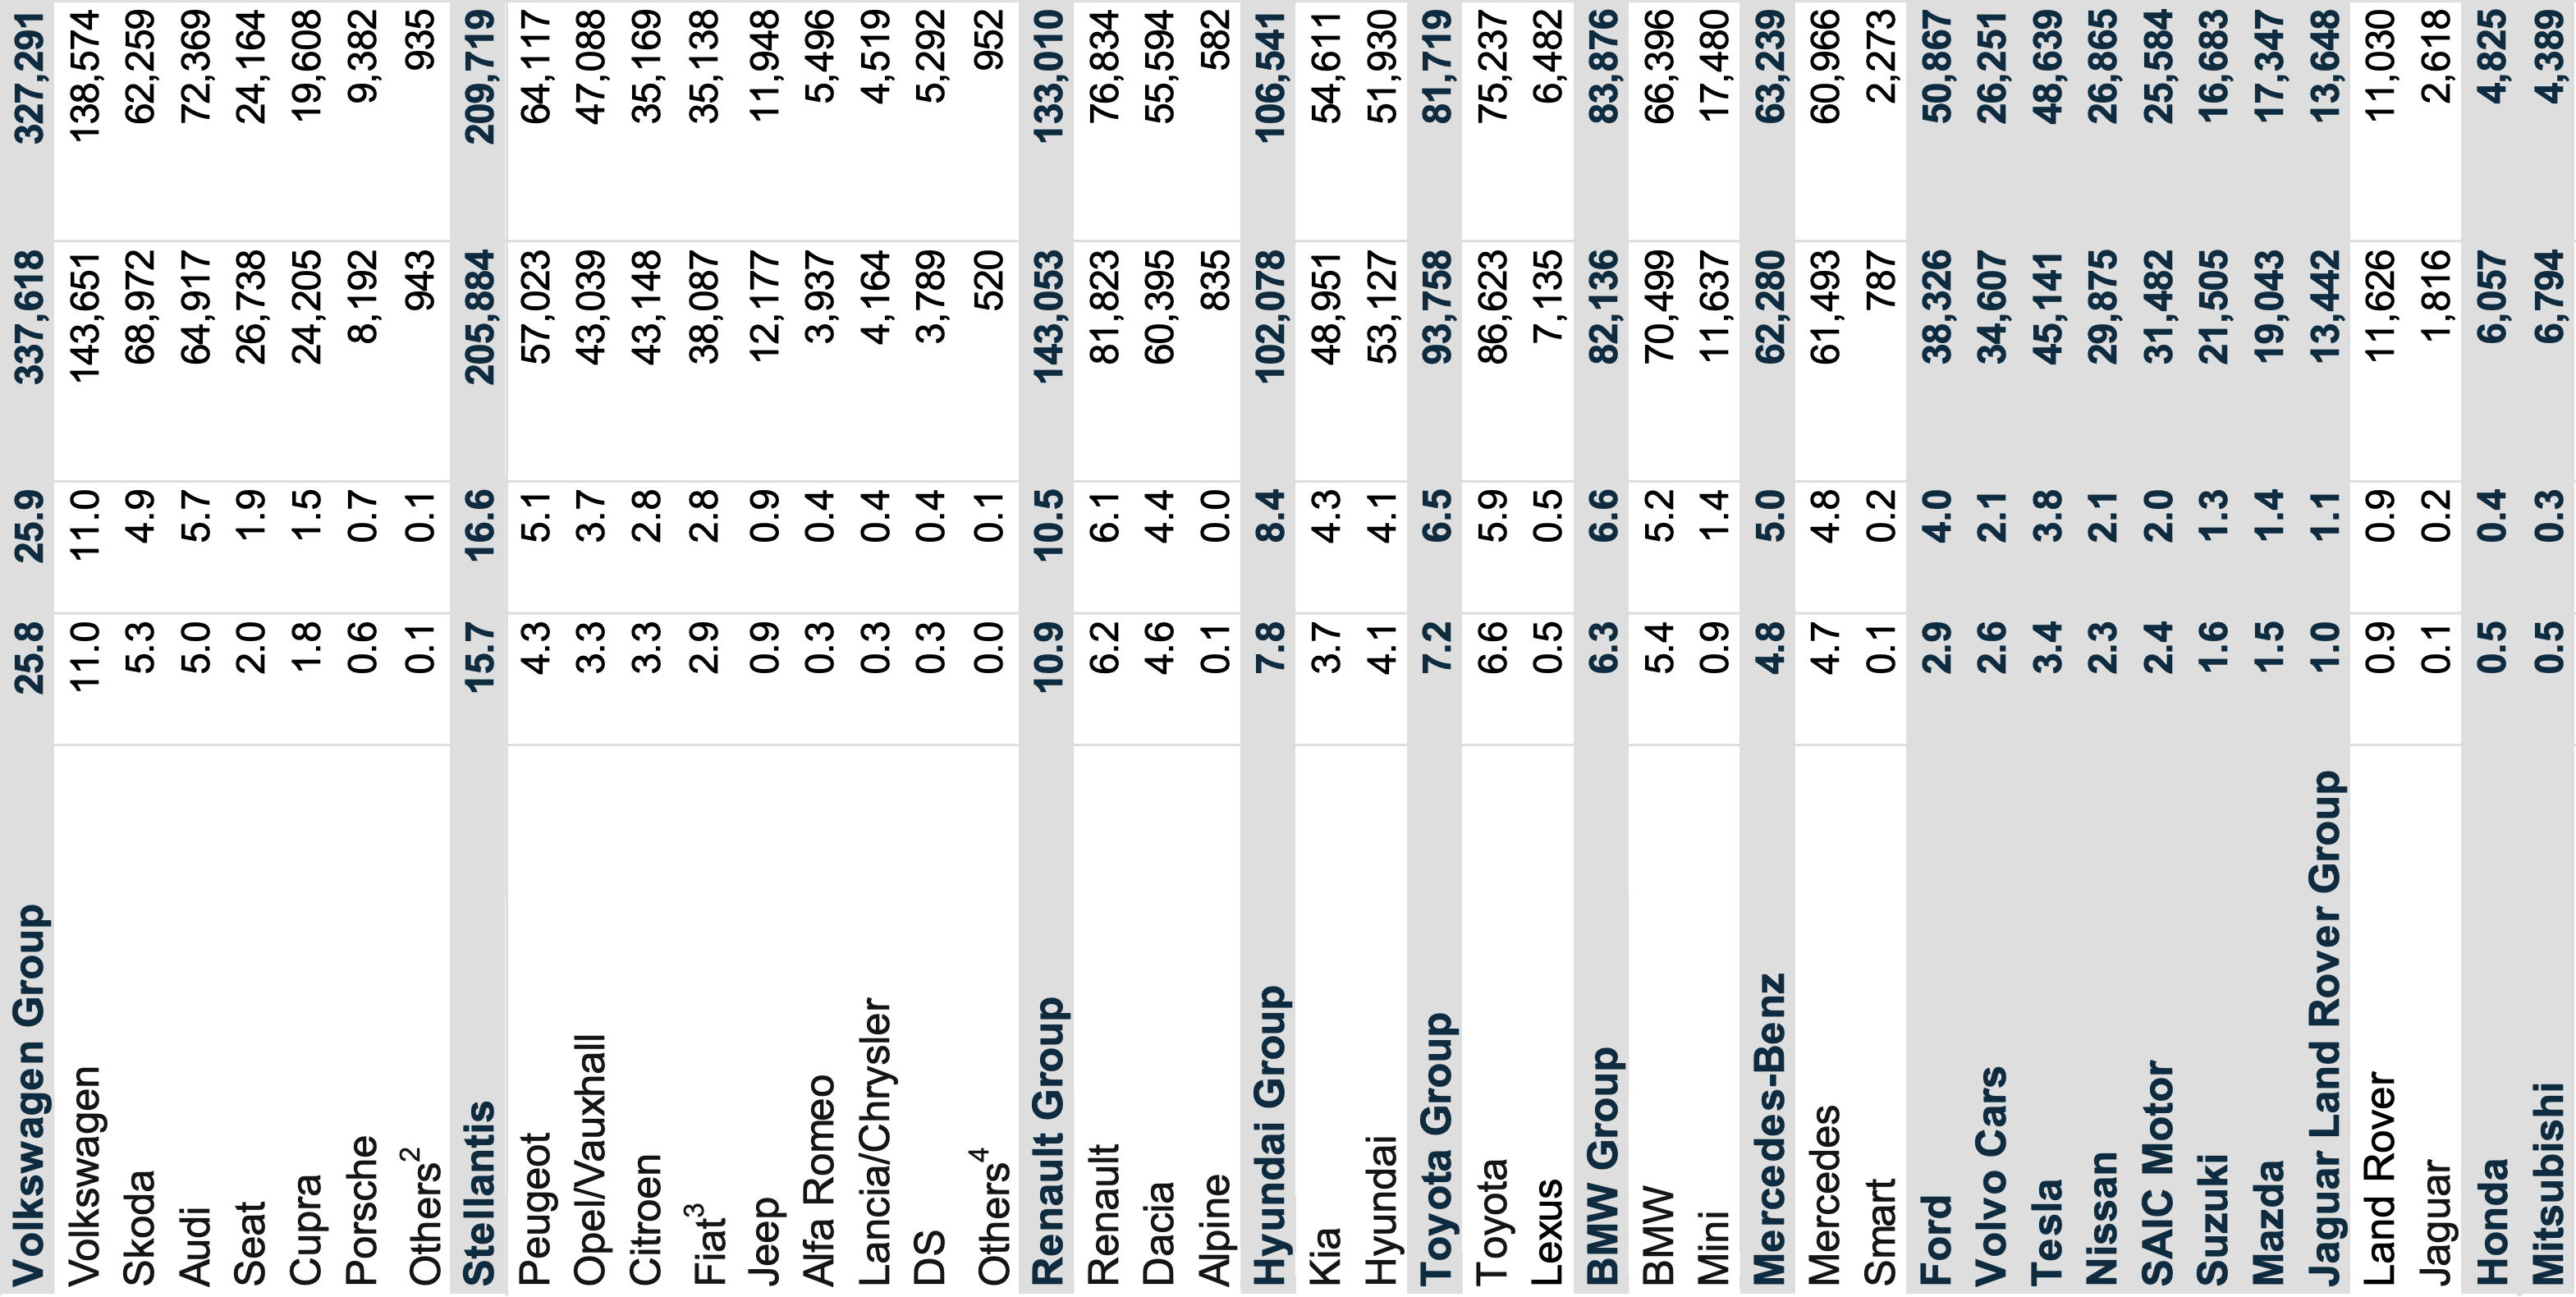 Volkswagen Group 25.8 25.9 337,618 327,291
Volkswagen 11.0 11.0 143,651 138,574
Skoda 5.3 4.9 68,972 62,259
Audi 5.0 5.7 64,917 72,369
Seat 2.0 1.9 26,738 24,164
Cupra 1.8 1.5 24,205 19,608
Porsche 0.6 0.7 8,192 9,382
Others2 0.1 0.1 943 935
Stellantis 15.7 16.6 205,884 209,719
Peugeot 4.3 5.1 57,023 64,117
Opel/Vauxhall 3.3 3.7 43,039 47,088
Citroen 3.3 2.8 43,148 35,169
Fiat3 2.9 2.8 38,087 35,138
Jeep 0.9 0.9 12,177 11,948
Alfa Romeo 0.3 0.4 3,937 5,496
Lancia/Chrysler 0.3 0.4 4,164 4,519
DS 0.3 0.4 3,789 5,292
Others4 0.0 0.1 520 952
Renault Group 10.9 10.5 143,053 133,010
Renault 6.2 6.1 81,823 76,834
Dacia 4.6 4.4 60,395 55,594
Alpine 0.1 0.0 835 582
Hyundai Group 7.8 8.4 102,078 106,541
Kia 3.7 4.3 48,951 54,611
Hyundai 4.1 4.1 53,127 51,930
Toyota Group 7.2 6.5 93,758 81,719
Toyota 6.6 5.9 86,623 75,237
Lexus 0.5 0.5 7,135 6,482
BMW Group 6.3 6.6 82,136 83,876
BMW 5.4 5.2 70,499 66,396
Mini 0.9 1.4 11,637 17,480
Mercedes-Benz 4.8 5.0 62,280 63,239
Mercedes 4.7 4.8 61,493 60,966
Smart 0.1 0.2 787 2,273
Ford 2.9 4.0 38,326 50,867
Volvo Cars 2.6 2.1 34,607 26,251
Tesla 3.4 3.8 45,141 48,639
Nissan 2.3 2.1 29,875 26,865
SAIC Motor 2.4 2.0 31,482 25,584
Suzuki 1.6 1.3 21,505 16,683
Mazda 1.5 1.4 19,043 17,347
Jaguar Land Rover Group 1.0 1.1 13,442 13,648
Land Rover 0.9 0.9 11,626 11,030
Jaguar 0.1 0.2 1,816 2,618
Honda 0.5 0.4 6,057 4,825
Mitsubishi 0.5 0.3 6,794 4,389